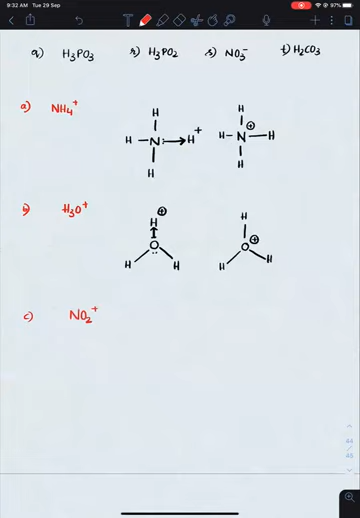 9:32 AM Tue 29 Sep
97%
T
q) H3PO3 r) H3PO2 s) NO3⁻ t) H2CO3
a) NH4⁺
H
H N: H⁺
H
H
H N⊕ H
H
b) H3O⁺
H⊕
O
H H
H
O⊕
H H
c) NO2⁺
44
/
45